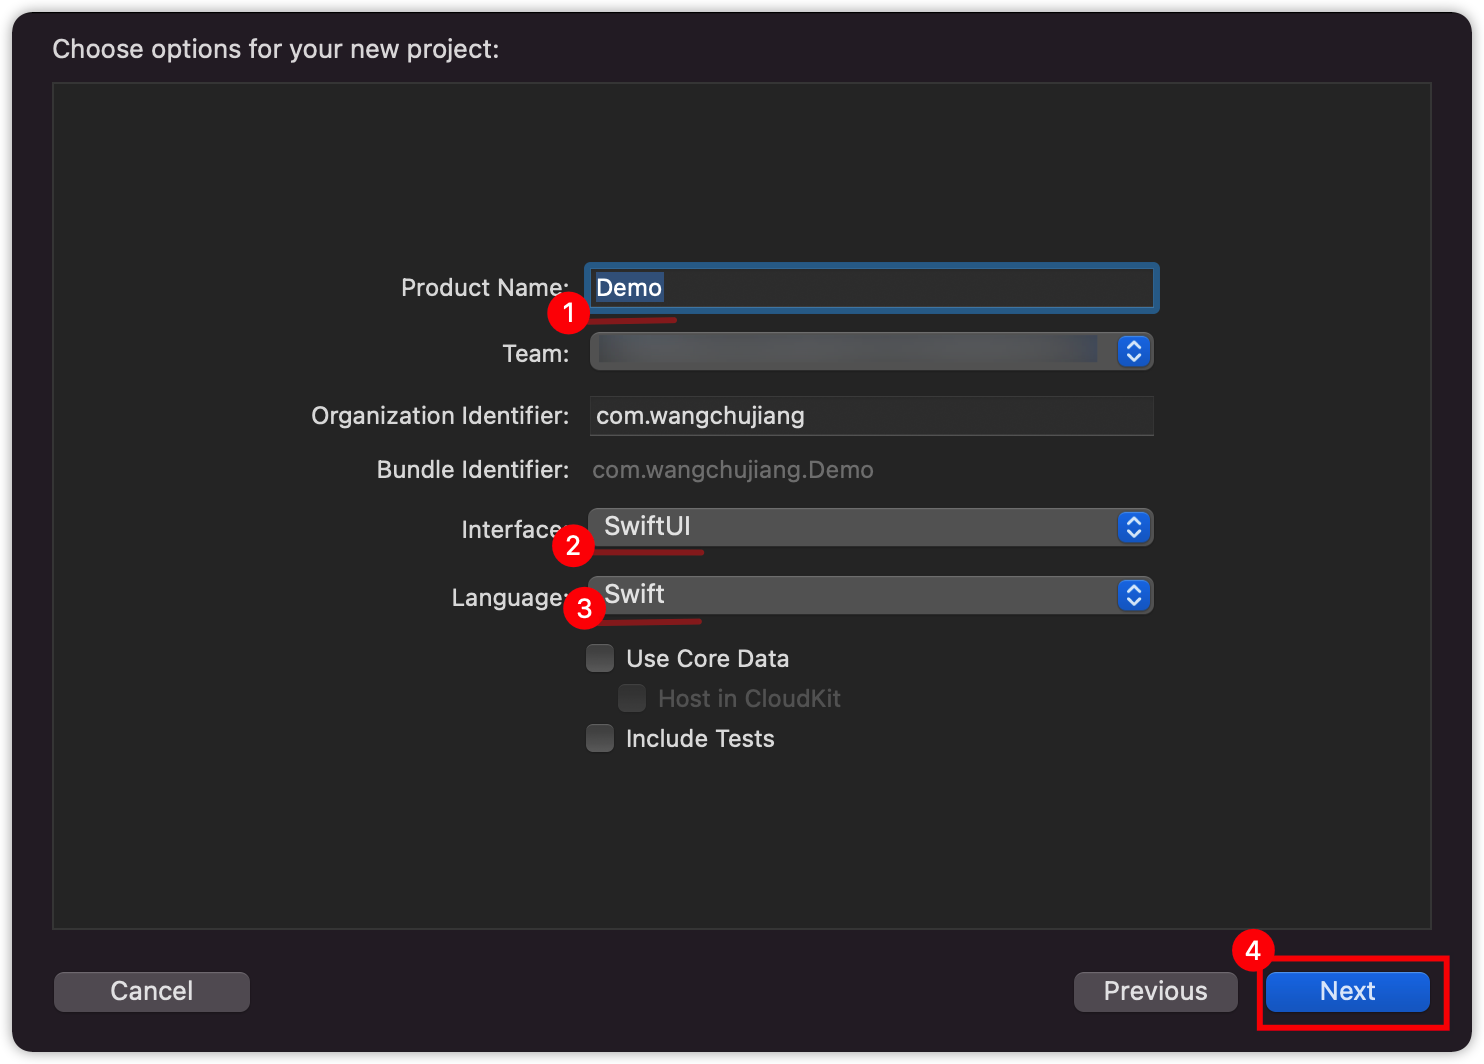 Choose options for your new project:
Product Name: Demo
1
Team:
Organization Identifier: com.wangchujiang
Bundle Identifier: com.wangchujiang.Demo
Interface: SwiftUI
2
Language: Swift
3
Use Core Data
Host in CloudKit
Include Tests
4
Cancel Previous Next